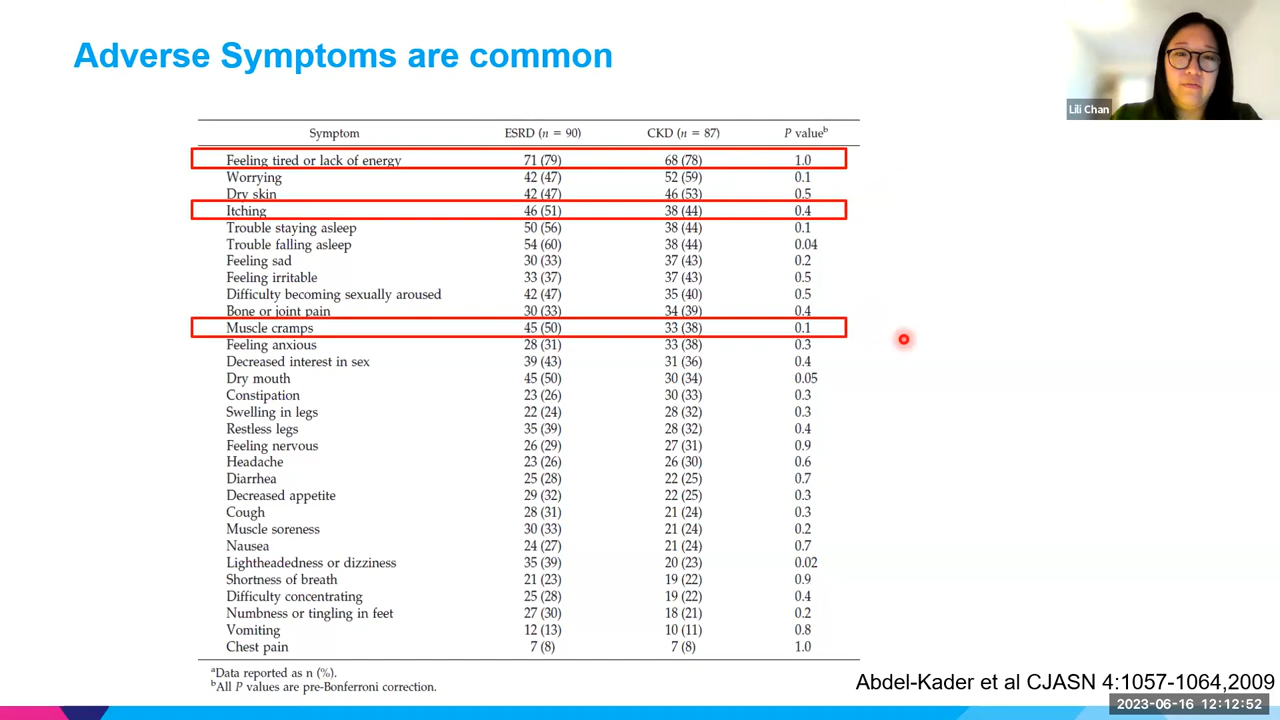 Adverse Symptoms are common
Lili Chan
Symptom ESRD (n = 90) CKD (n = 87) P valueb
Feeling tired or lack of energy 71 (79) 68 (78) 1.0
Worrying 42 (47) 52 (59) 0.1
Dry skin 42 (47) 46 (53) 0.5
Itching 46 (51) 38 (44) 0.4
Trouble staying asleep 50 (56) 38 (44) 0.1
Trouble falling asleep 54 (60) 38 (44) 0.04
Feeling sad 30 (33) 37 (43) 0.2
Feeling irritable 33 (37) 37 (43) 0.5
Difficulty becoming sexually aroused 42 (47) 35 (40) 0.5
Bone or joint pain 30 (33) 34 (39) 0.4
Muscle cramps 45 (50) 33 (38) 0.1
Feeling anxious 28 (31) 33 (38) 0.3
Decreased interest in sex 39 (43) 31 (36) 0.4
Dry mouth 45 (50) 30 (34) 0.05
Constipation 23 (26) 30 (33) 0.3
Swelling in legs 22 (24) 28 (32) 0.3
Restless legs 35 (39) 28 (32) 0.4
Feeling nervous 26 (29) 27 (31) 0.9
Headache 23 (26) 26 (30) 0.6
Diarrhea 25 (28) 22 (25) 0.7
Decreased appetite 29 (32) 22 (25) 0.3
Cough 28 (31) 21 (24) 0.3
Muscle soreness 30 (33) 21 (24) 0.2
Nausea 24 (27) 21 (24) 0.7
Lightheadedness or dizziness 35 (39) 20 (23) 0.02
Shortness of breath 21 (23) 19 (22) 0.9
Difficulty concentrating 25 (28) 19 (22) 0.4
Numbness or tingling in feet 27 (30) 18 (21) 0.2
Vomiting 12 (13) 10 (11) 0.8
Chest pain 7 (8) 7 (8) 1.0
aData reported as n (%).
bAll P values are pre-Bonferroni correction.
Abdel-Kader et al CJASN 4:1057-1064,2009
2023-06-16 12:12:52